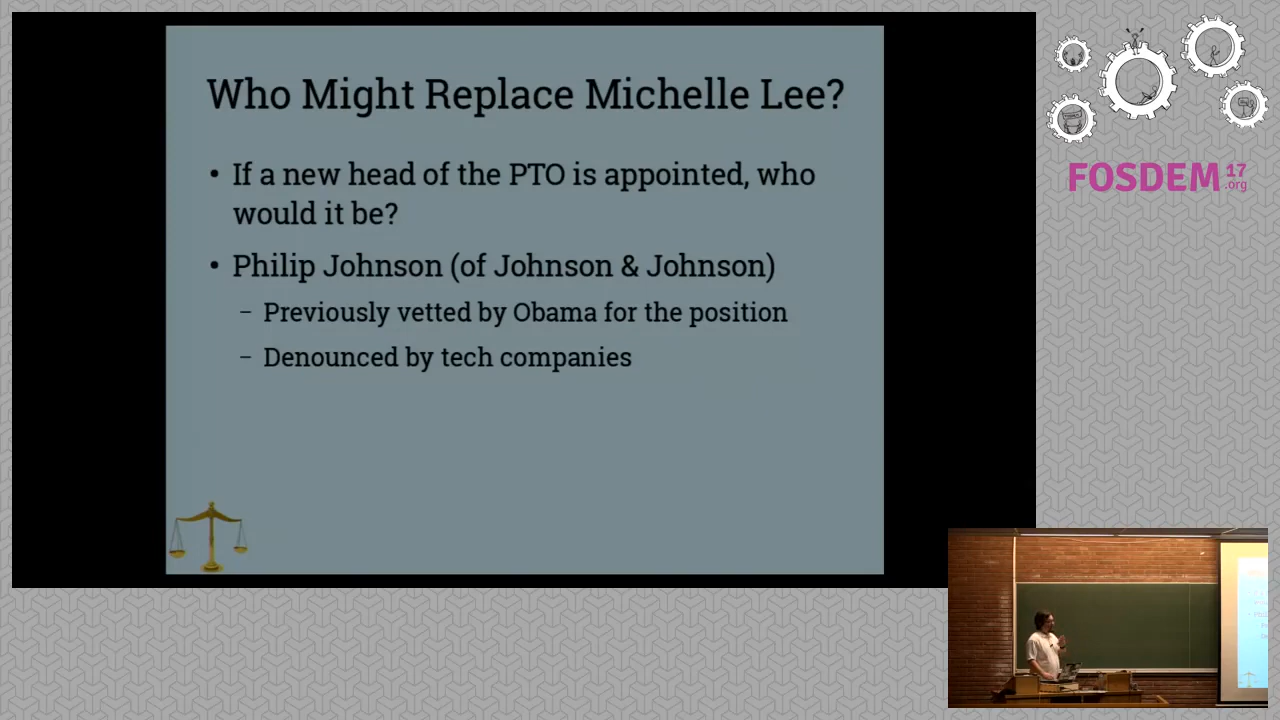 Who Might Replace Michelle Lee?
• If a new head of the PTO is appointed, who
would it be?
• Philip Johnson (of Johnson & Johnson)
– Previously vetted by Obama for the position
– Denounced by tech companies
FOSDEM 17
.org